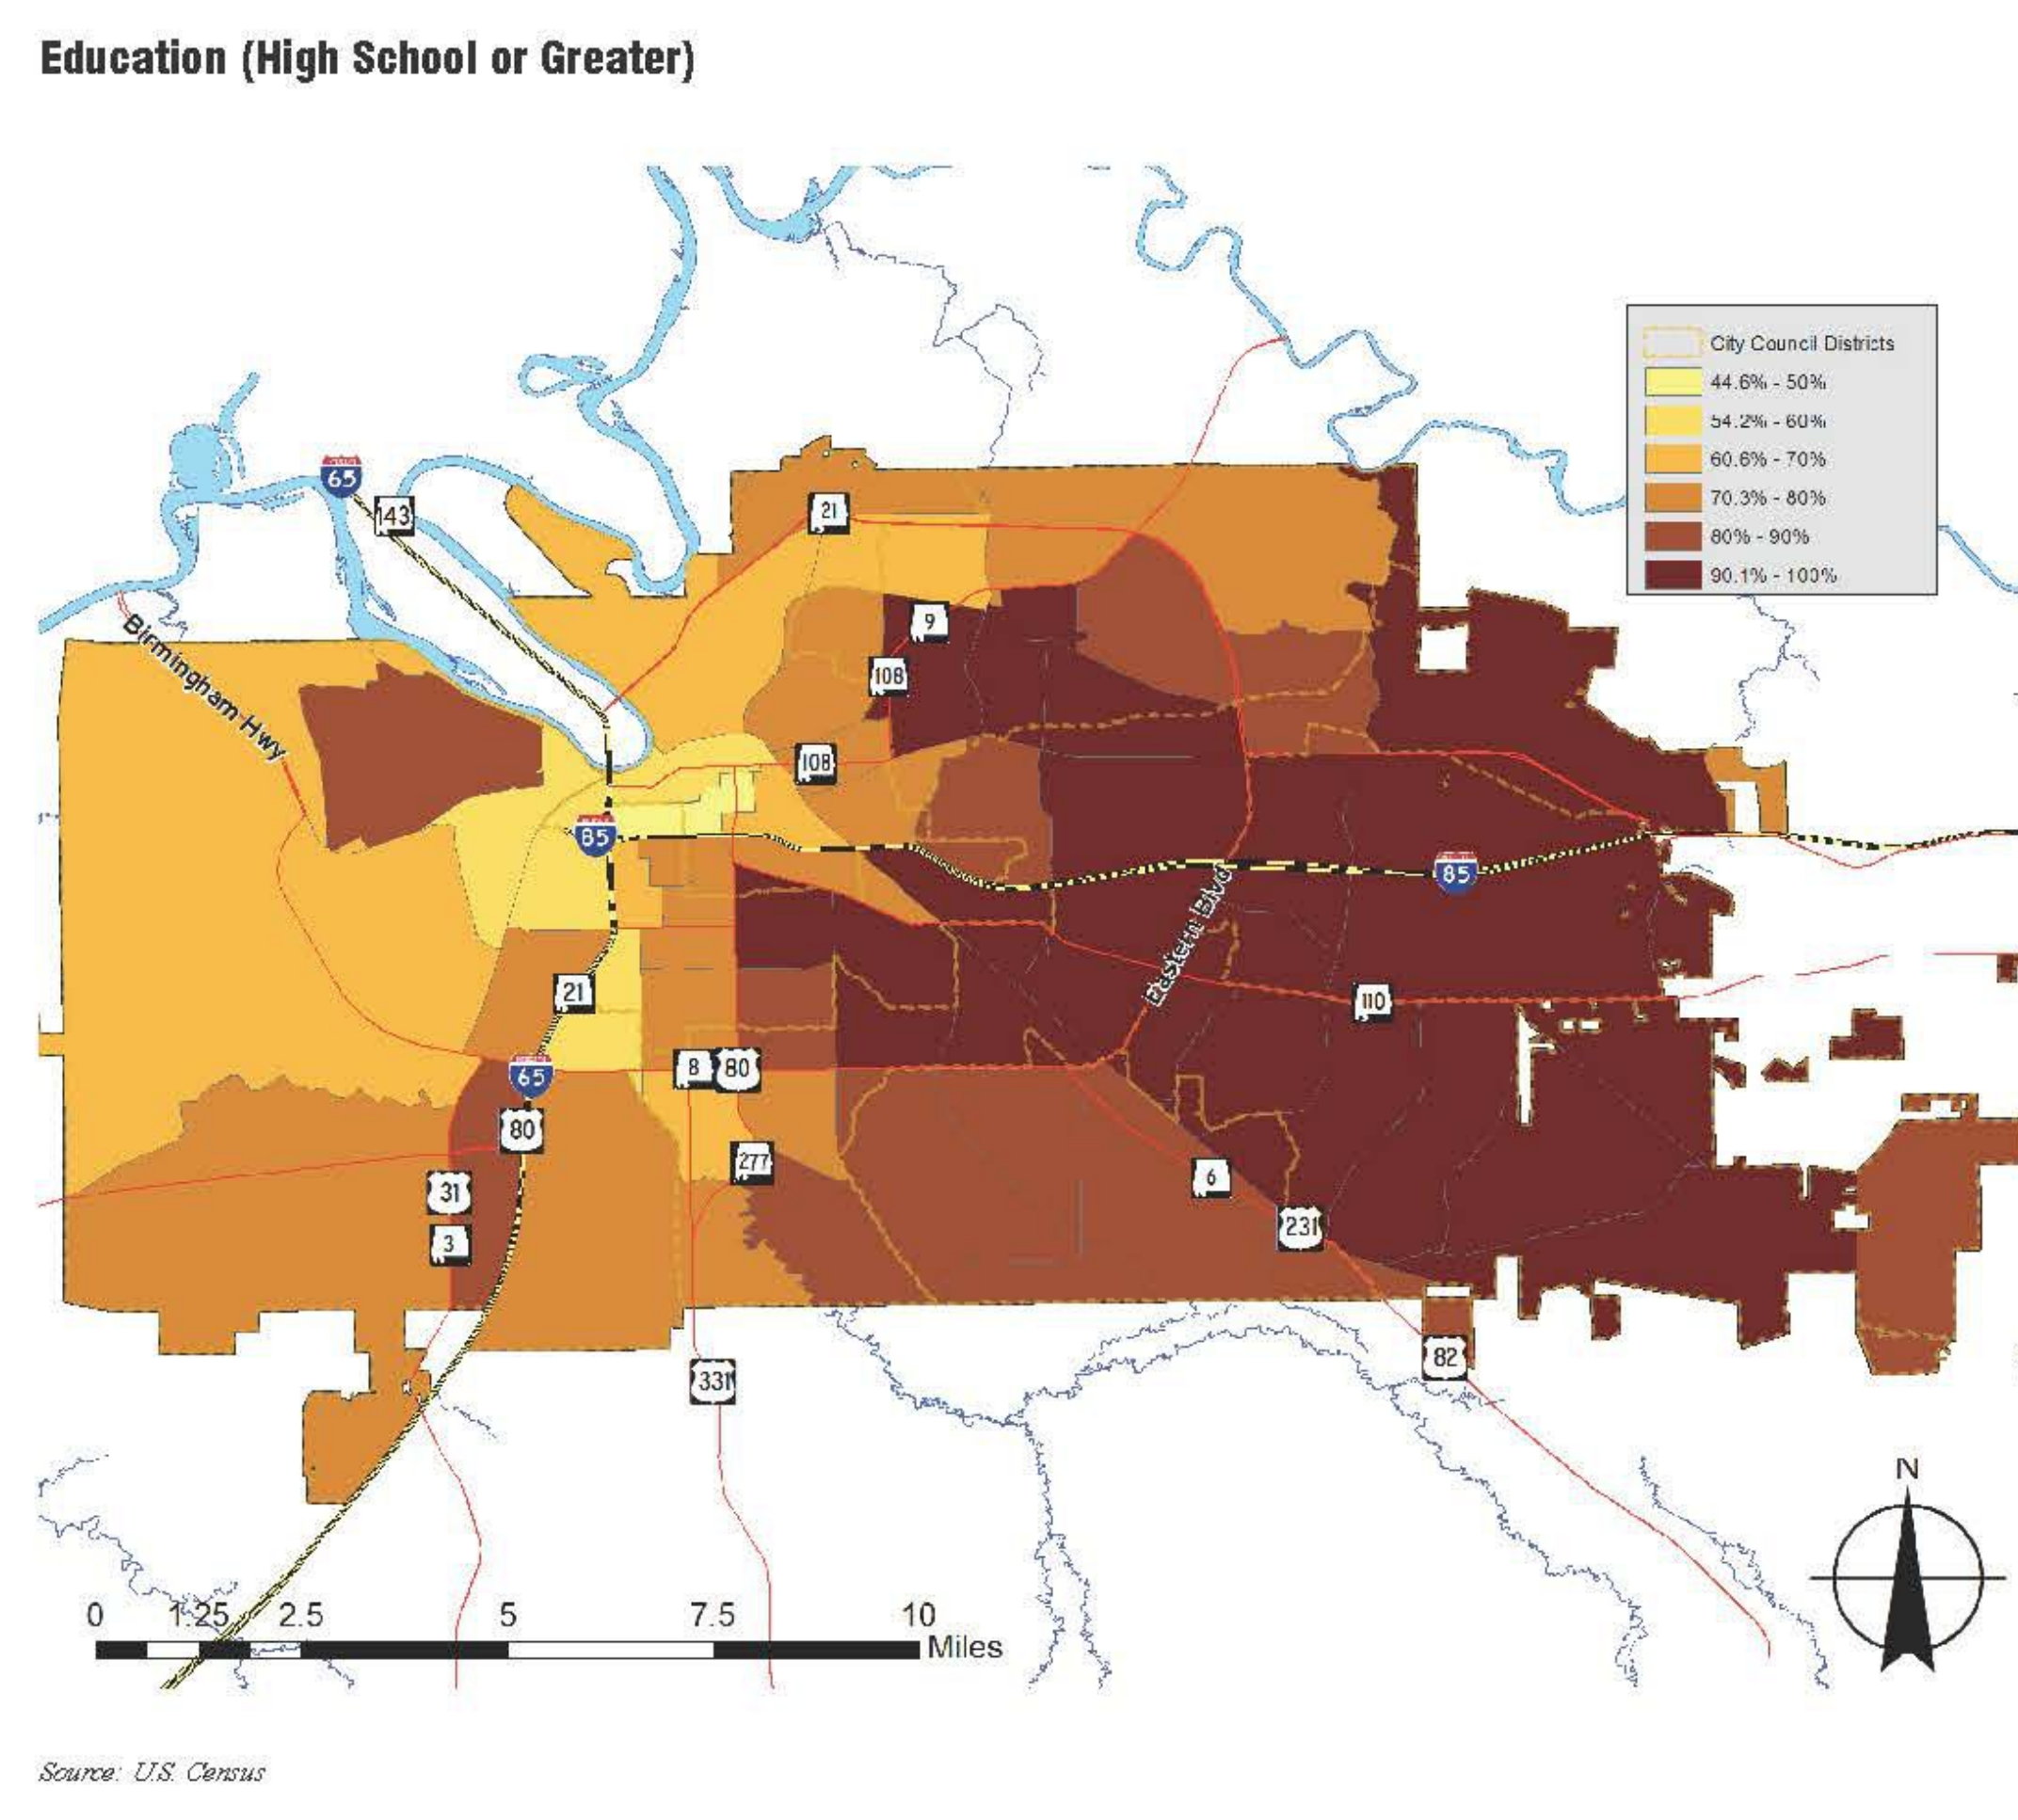 Education (High School or Greater)
City Council Districts
44.6% - 50%
54.2% - 60%
60.6% - 70%
70.3% - 80%
80% - 90%
90.1% - 100%
65
143
21
Birmingham Hwy
9
108
108
85
85
Eastern Blvd
21
110
65
8
80
80
277
6
31
231
3
82
331
N
0
1.25
2.5
5
7.5
10
Miles
Source: U.S. Census